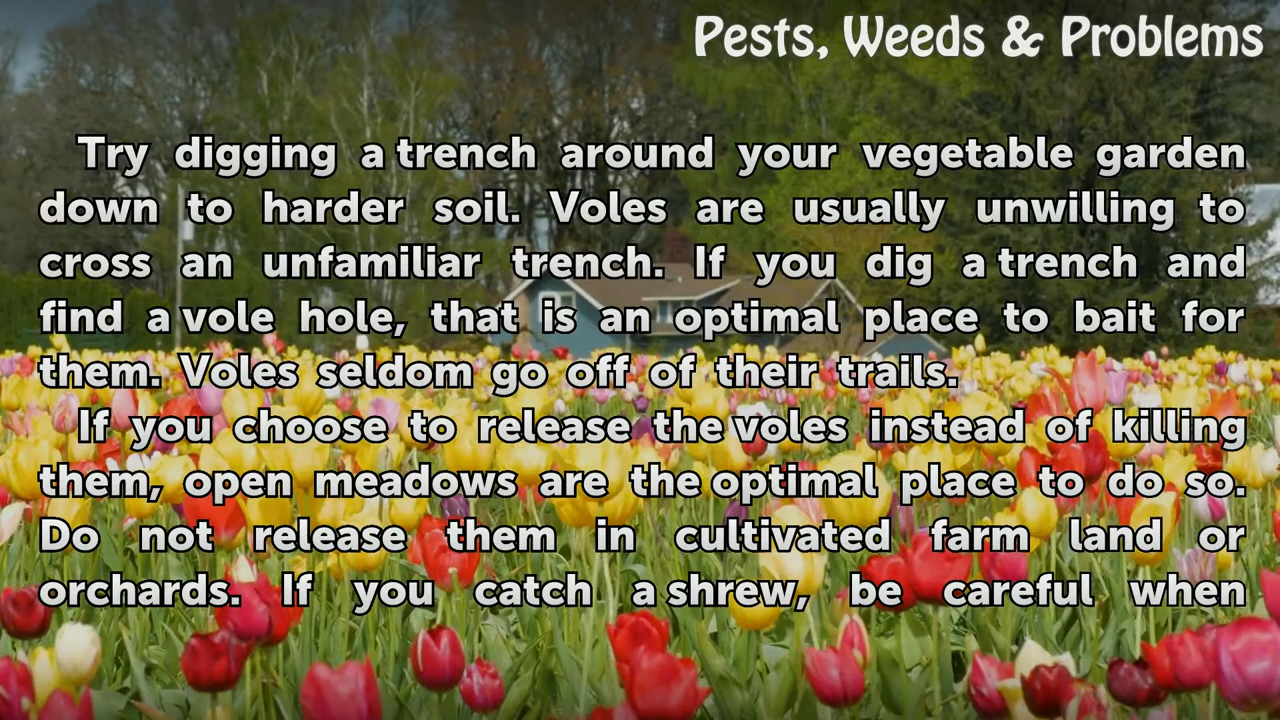 Pests, Weeds & Problems
Try digging a trench around your vegetable garden
down to harder soil. Voles are usually unwilling to
cross an unfamiliar trench. If you dig a trench and
find a vole hole, that is an optimal place to bait for
them. Voles seldom go off of their trails.
If you choose to release the voles instead of killing
them, open meadows are the optimal place to do so.
Do not release them in cultivated farm land or
orchards. If you catch a shrew, be careful when